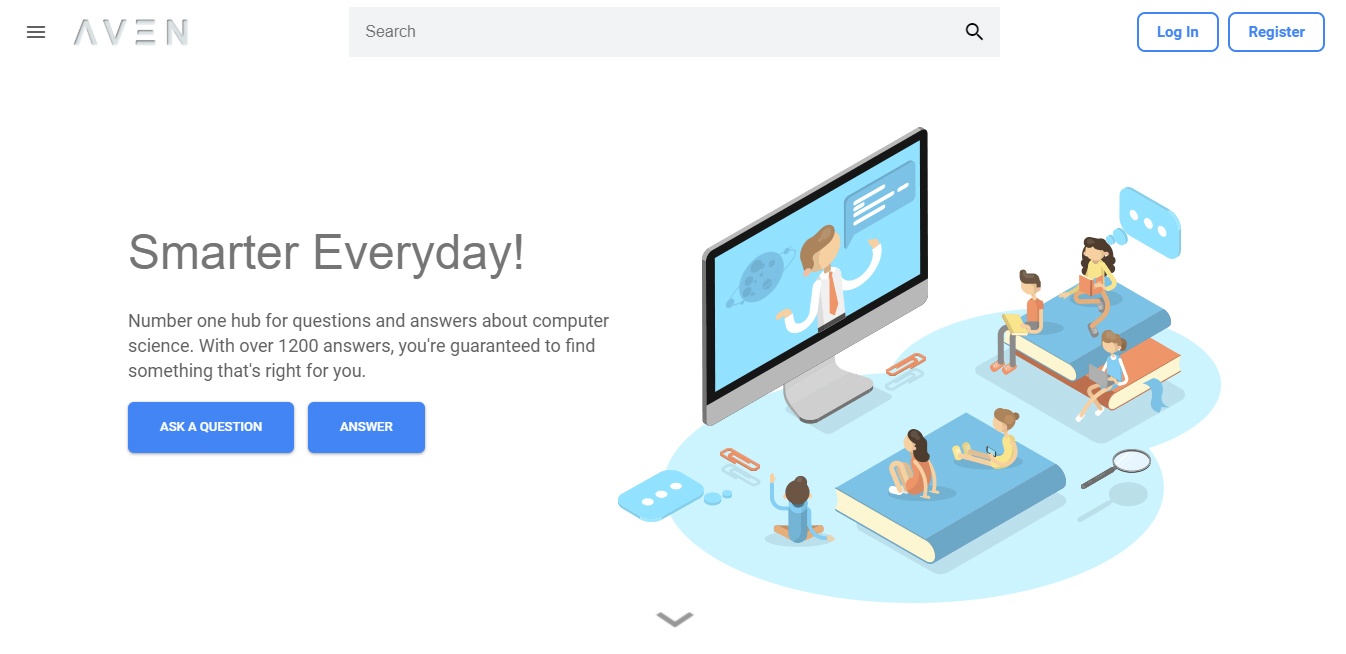 AVEN
Search
Log In
Register
Smarter Everyday!
Number one hub for questions and answers about computer
science. With over 1200 answers, you're guaranteed to find
something that's right for you.
ASK A QUESTION
ANSWER